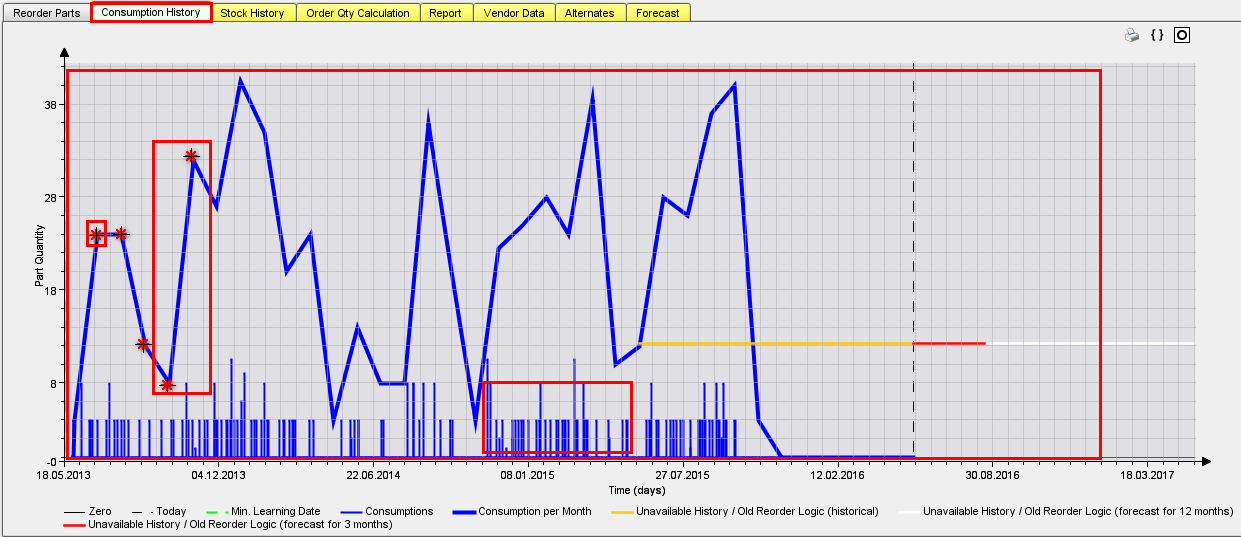 Reorder Parts Consumption History Stock History Order Qty Calculation Report Vendor Data Alternates Forecast
{}
38
28
18
8
-0
Part Quantity
18.05.2013 04.12.2013 22.06.2014 08.01.2015 27.07.2015 12.02.2016 30.08.2016 18.03.2017
Time (days)
Zero Today Min. Learning Date Consumptions Consumption per Month Unavailable History / Old Reorder Logic (historical) Unavailable History / Old Reorder Logic (forecast for 12 months)
Unavailable History / Old Reorder Logic (forecast for 3 months)